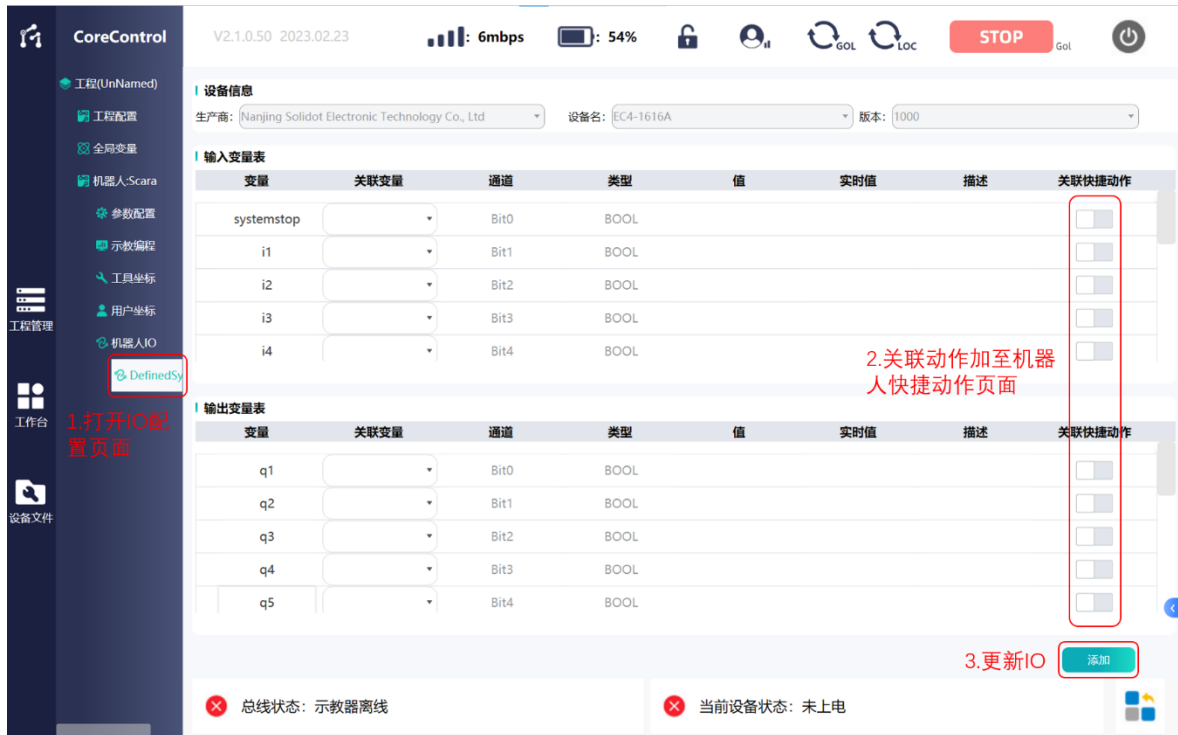 CoreControl
V2.1.0.50 2023.02.23
: 6mbps
: 54%
GOL
LOC
STOP
Gol
工程(UnNamed)
工程配置
全局变量
机器人:Scara
参数配置
示教编程
工具坐标
用户坐标
机器人IO
DefinedSy
工程管理
工作台
设备文件
1.打开IO配
置页面
设备信息
生产商: Nanjing Solidot Electronic Technology Co., Ltd 设备名: EC4-1616A 版本: 1000
输入变量表
变量 关联变量 通道 类型 值 实时值 描述 关联快捷动作
systemstop Bit0 BOOL
i1 Bit1 BOOL
i2 Bit2 BOOL
i3 Bit3 BOOL
i4 Bit4 BOOL
2.关联动作加至机器
人快捷动作页面
输出变量表
变量 关联变量 通道 类型 值 实时值 描述 关联快捷动作
q1 Bit0 BOOL
q2 Bit1 BOOL
q3 Bit2 BOOL
q4 Bit3 BOOL
q5 Bit4 BOOL
3.更新IO
添加
总线状态: 示教器离线
当前设备状态: 未上电